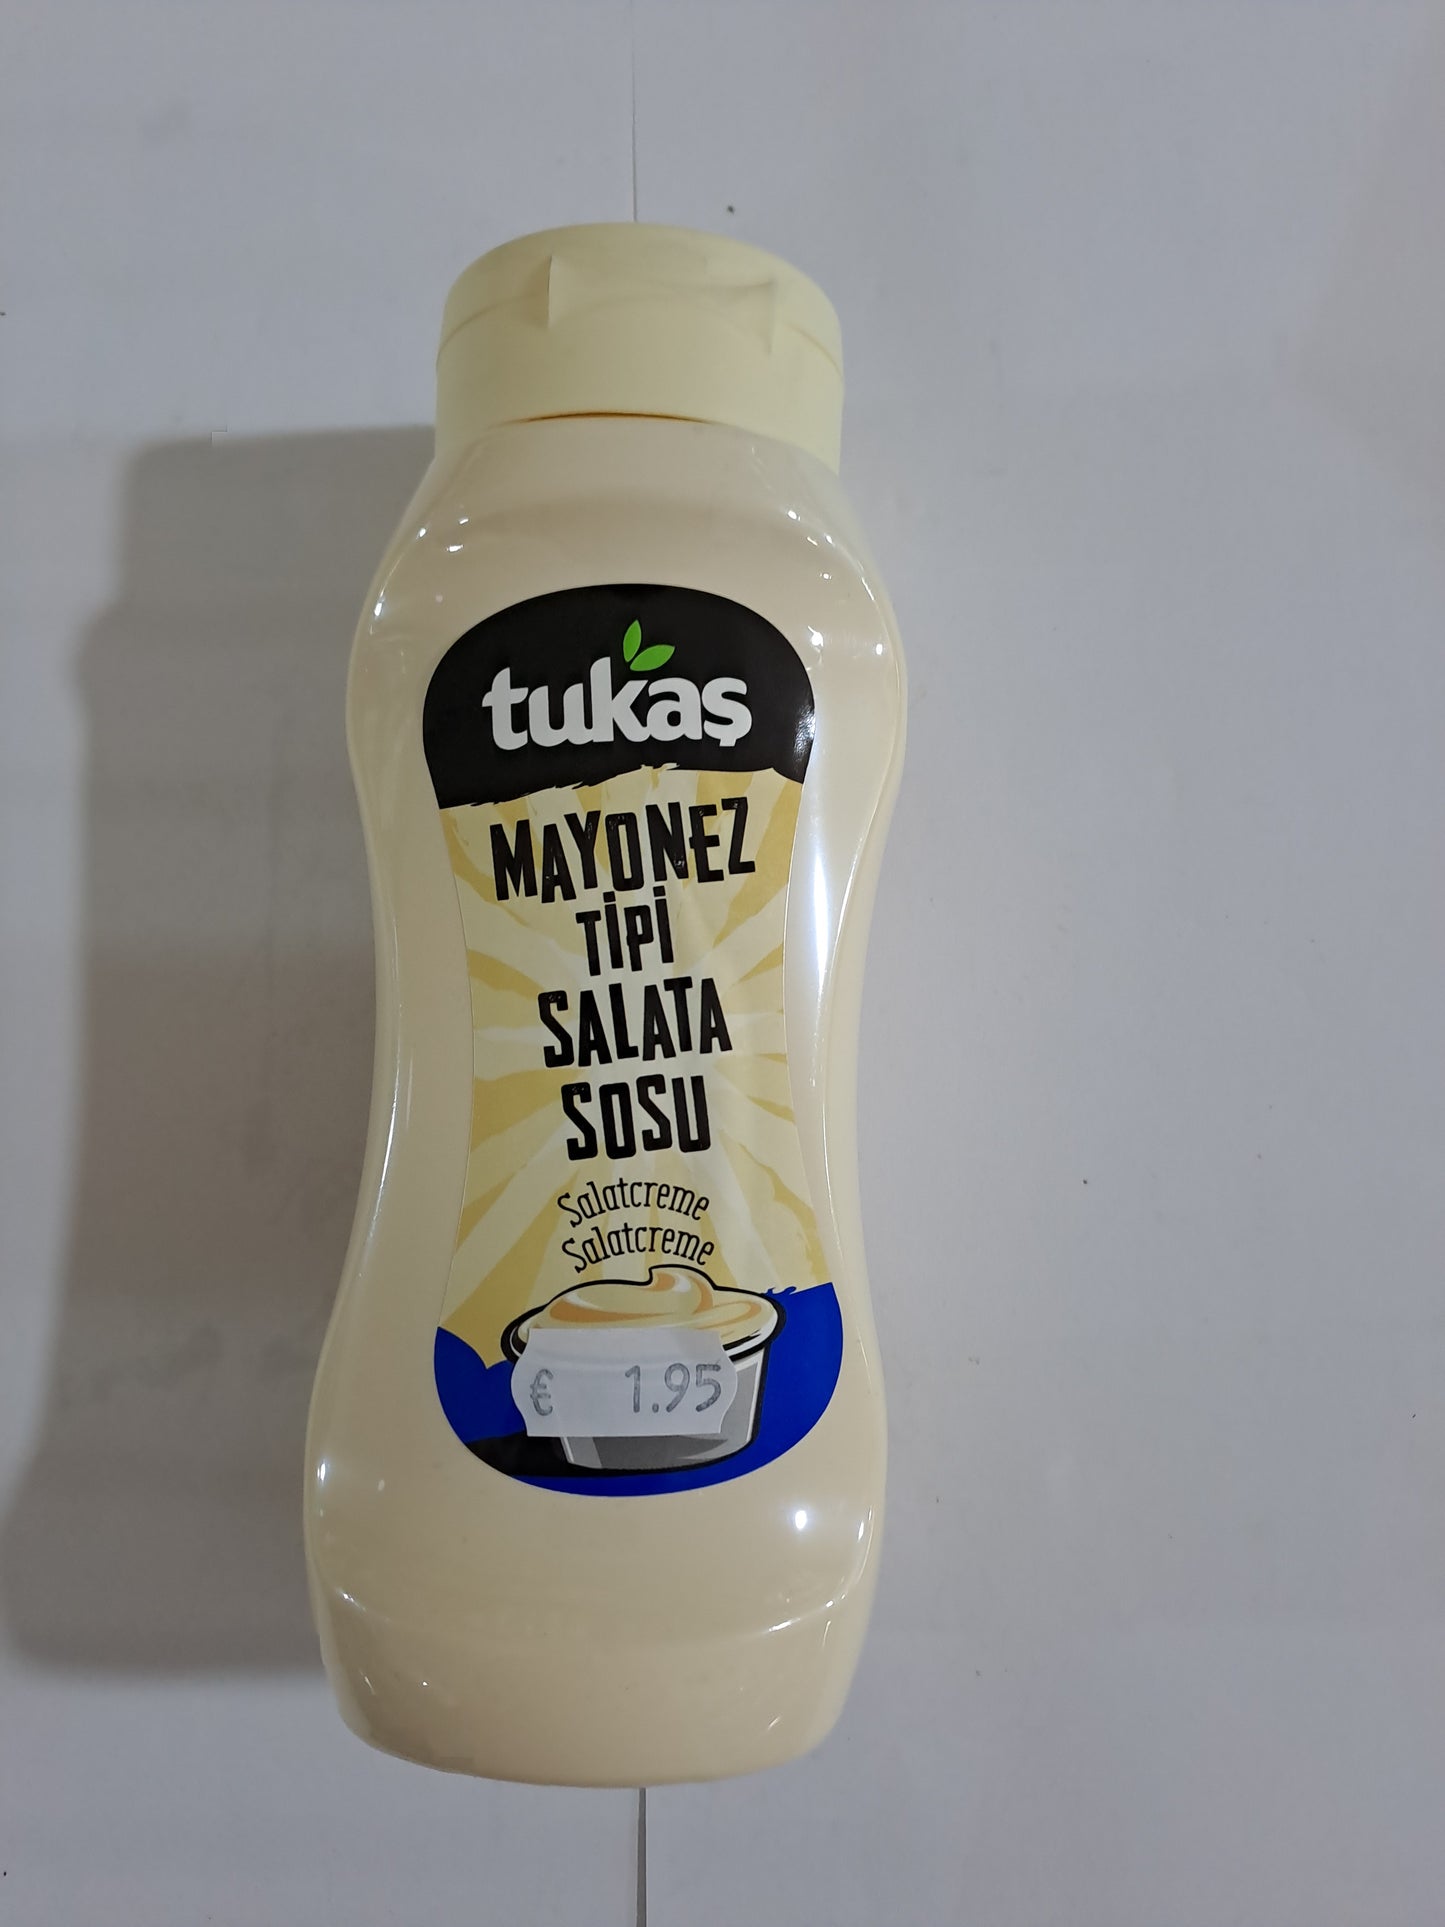 tukaş
MAYONEZ
TİPİ
SALATA
SOSU
Salatcreme
Salatcreme
€ 1.95